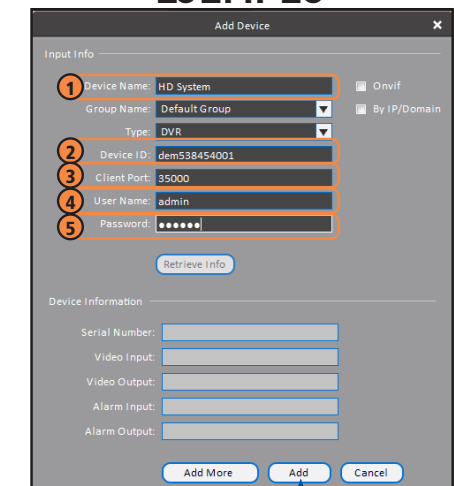 Add Device
Input Info
1 Device Name: HD System Onvif
Group Name: Default Group By IP/Domain
Type: DVR
2 Device ID: dem538454001
3 Client Port: 35000
4 User Name: admin
5 Password: ●●●●●●
Retrieve Info
Device Information
Serial Number:
Video Input:
Video Output:
Alarm Input:
Alarm Output:
Add More Add Cancel